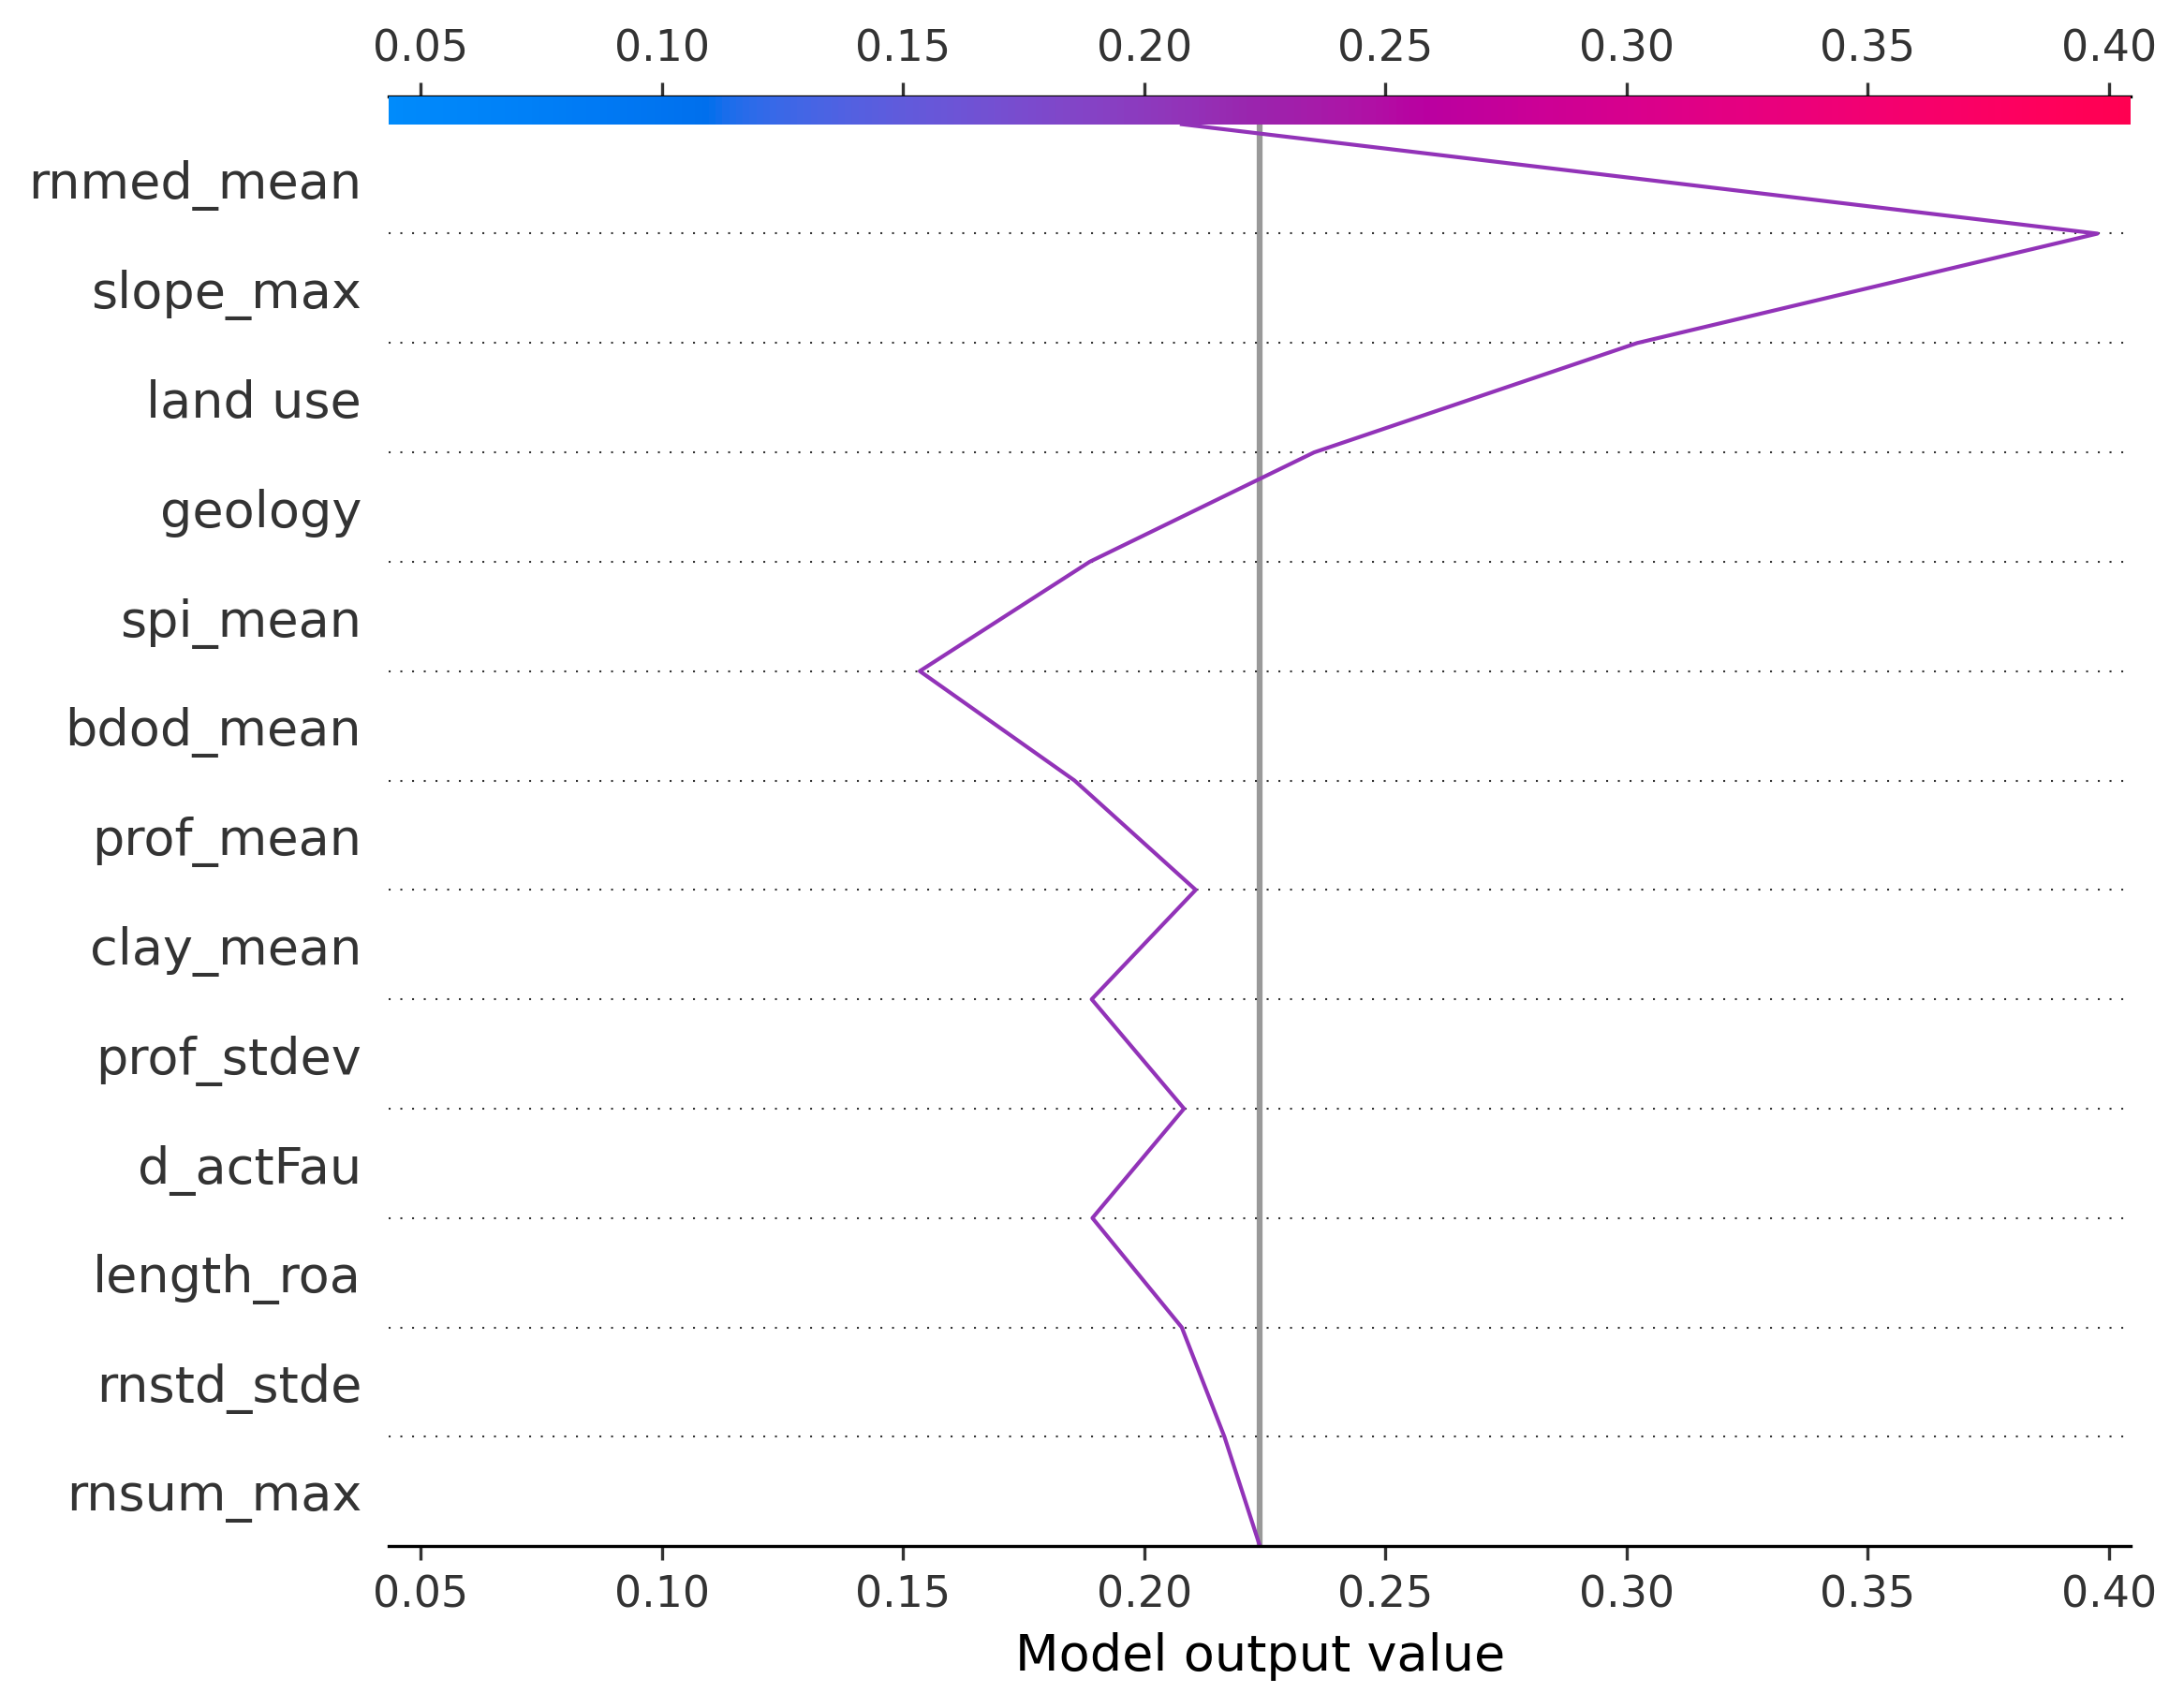 0.05 0.10 0.15 0.20 0.25 0.30 0.35 0.40
rnmed_mean
slope_max
land use
geology
spi_mean
bdod_mean
prof_mean
clay_mean
prof_stdev
d_actFau
length_roa
rnstd_stde
rnsum_max
0.05 0.10 0.15 0.20 0.25 0.30 0.35 0.40
Model output value